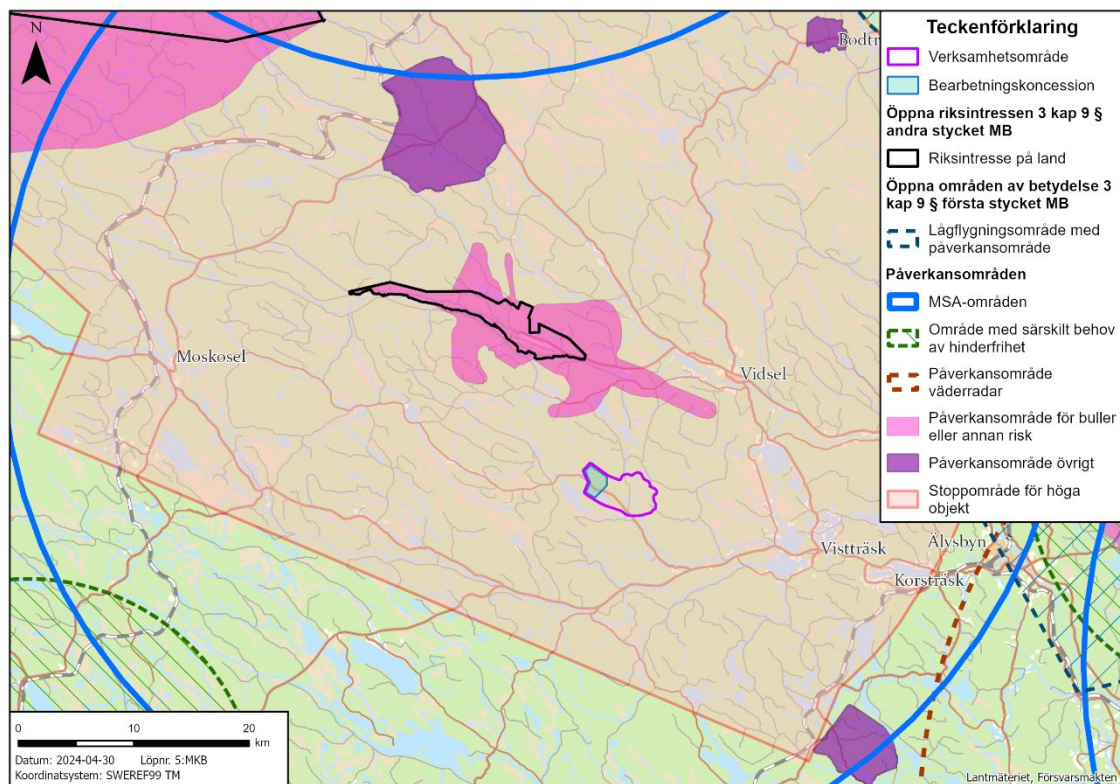 N
Bodtr
Moskosel
Vidsel
Vistträsk
Älvsbyn
Korsträsk
Teckenförklaring
Verksamhetsområde
Bearbetningskoncession
Öppna riksintressen 3 kap 9 §
andra stycket MB
Riksintresse på land
Öppna områden av betydelse 3
kap 9 § första stycket MB
Lågflygningsområde med
påverkansområde
Påverkansområden
MSA-områden
Område med särskilt behov
av hinderfrihet
Påverkansområde
väderradar
Påverkansområde för buller
eller annan risk
Påverkansområde övrigt
Stoppområde för höga
objekt
0 10 20
km
Datum: 2024-04-30 Löpnr. 5:MKB
Koordinatsystem: SWEREF99 TM
Lantmäteriet, Försvarsmakten